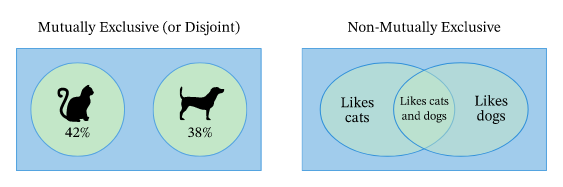 Mutually Exclusive (or Disjoint)
42%
38%
Non-Mutually Exclusive
Likes
cats
Likes cats
and dogs
Likes
dogs